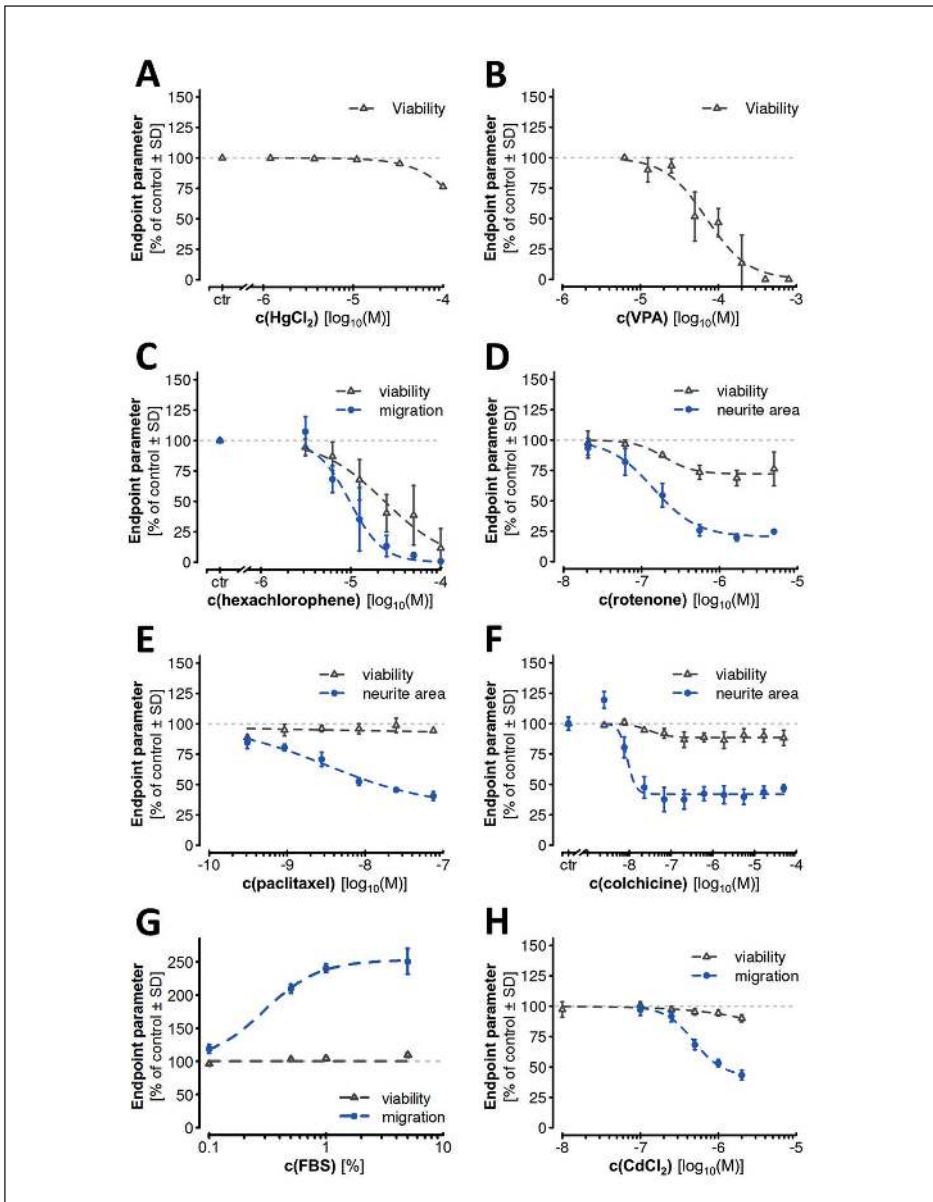 A
Endpoint parameter
[% of control ± SD]
150
125
100
75
50
25
0
Viability
ctr
-6
-5
-4
c(HgCl2) [log10(M)]
B
Endpoint parameter
[% of control ± SD]
150
125
100
75
50
25
0
Viability
-6
-5
-4
-3
c(VPA) [log10(M)]
C
Endpoint parameter
[% of control ± SD]
150
125
100
75
50
25
0
viability
migration
ctr
-6
-5
-4
c(hexachlorophene) [log10(M)]
D
Endpoint parameter
[% of control ± SD]
150
125
100
75
50
25
0
viability
neurite area
-8
-7
-6
-5
c(rotenone) [log10(M)]
E
Endpoint parameter
[% of control ± SD]
150
125
100
75
50
25
0
viability
neurite area
-10
-9
-8
-7
c(paclitaxel) [log10(M)]
F
Endpoint parameter
[% of control ± SD]
150
125
100
75
50
25
0
viability
neurite area
ctr
-8
-7
-6
-5
-4
c(colchicine) [log10(M)]
G
Endpoint parameter
[% of control ± SD]
250
200
150
100
50
0
viability
migration
0.1
1
10
c(FBS) [%]
H
Endpoint parameter
[% of control ± SD]
150
125
100
75
50
25
0
viability
migration
-8
-7
-6
-5
c(CdCl2) [log10(M)]